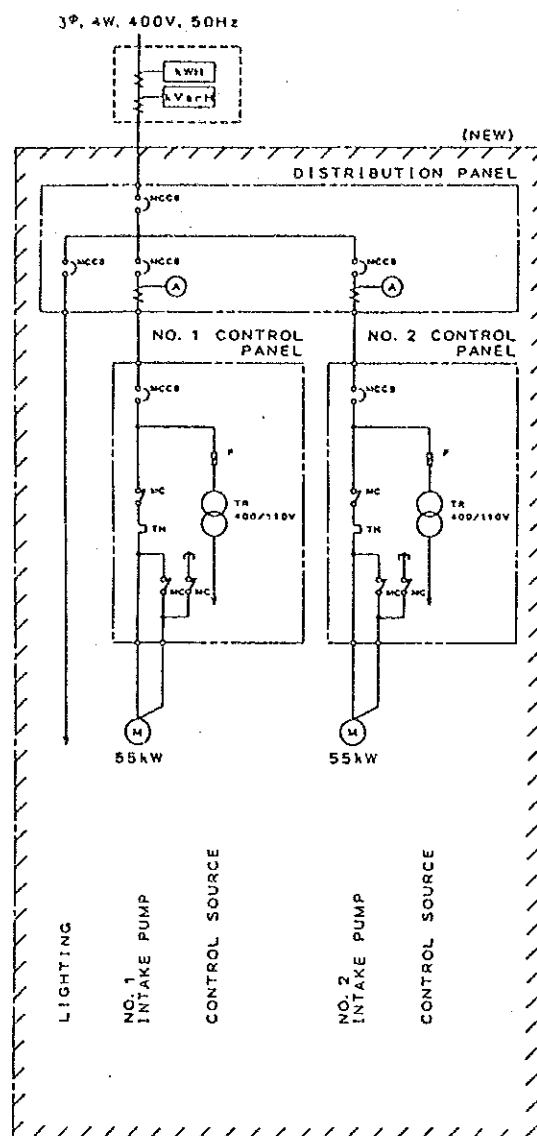 3φ, 4W, 400V, 50Hz
kWH
kVarH
(NEW)
DISTRIBUTION PANEL
MCCB
MCCB
MCCB
MCCB
A
A
NO. 1 CONTROL
PANEL
NO. 2 CONTROL
PANEL
MCCB
MCCB
F
F
MC
TR
400/110V
TH
MC
TR
400/110V
TH
MC
MC
MC
MC
M
55kW
M
55kW
LIGHTING
NO. 1
INTAKE PUMP
CONTROL SOURCE
NO. 2
INTAKE PUMP
CONTROL SOURCE